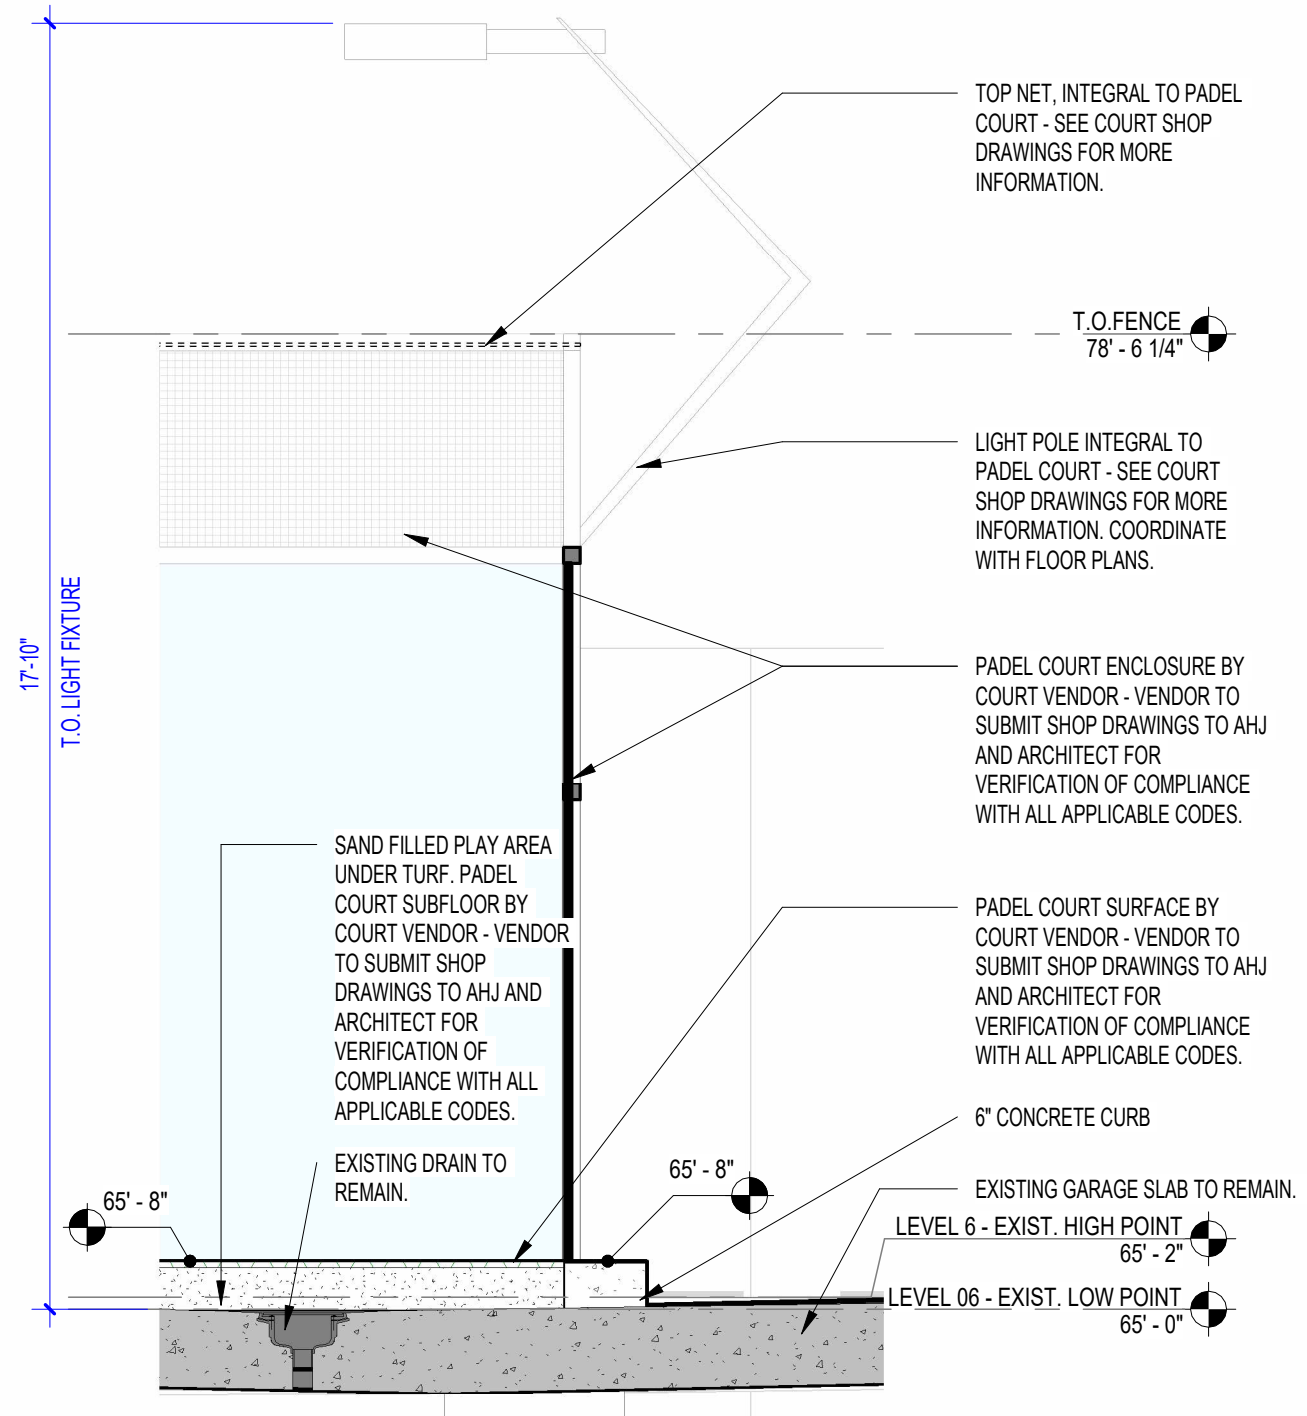 TOP NET, INTEGRAL TO PADEL
COURT - SEE COURT SHOP
DRAWINGS FOR MORE
INFORMATION.
T.O.FENCE
78' - 6 1/4"
LIGHT POLE INTEGRAL TO
PADEL COURT - SEE COURT
SHOP DRAWINGS FOR MORE
INFORMATION. COORDINATE
WITH FLOOR PLANS.
17'-10"
T.O. LIGHT FIXTURE
PADEL COURT ENCLOSURE BY
COURT VENDOR - VENDOR TO
SUBMIT SHOP DRAWINGS TO AHJ
AND ARCHITECT FOR
VERIFICATION OF COMPLIANCE
WITH ALL APPLICABLE CODES.
SAND FILLED PLAY AREA
UNDER TURF. PADEL
COURT SUBFLOOR BY
COURT VENDOR - VENDOR
TO SUBMIT SHOP
DRAWINGS TO AHJ AND
ARCHITECT FOR
VERIFICATION OF
COMPLIANCE WITH ALL
APPLICABLE CODES.
PADEL COURT SURFACE BY
COURT VENDOR - VENDOR TO
SUBMIT SHOP DRAWINGS TO AHJ
AND ARCHITECT FOR
VERIFICATION OF COMPLIANCE
WITH ALL APPLICABLE CODES.
6" CONCRETE CURB
EXISTING DRAIN TO
REMAIN.
65' - 8"
65' - 8"
EXISTING GARAGE SLAB TO REMAIN.
LEVEL 6 - EXIST. HIGH POINT
65' - 2"
LEVEL 06 - EXIST. LOW POINT
65' - 0"